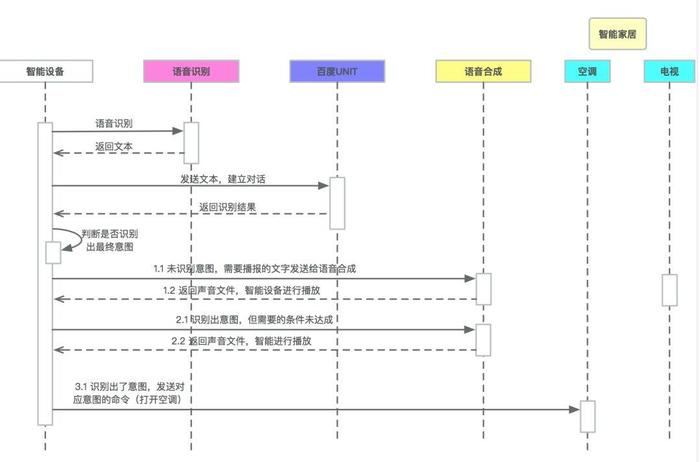 智能家居
智能设备
语音识别
百度UNIT
语音合成
空调
电视
语音识别
返回文本
发送文本，建立对话
返回识别结果
判断是否识别
出最终意图
1.1 未识别意图，需要播报的文字发送给语音合成
1.2 返回声音文件，智能设备进行播放
2.1 识别出意图，但需要的条件未达成
2.2 返回声音文件，智能进行播放
3.1 识别出了意图，发送对
应意图的命令（打开空调）